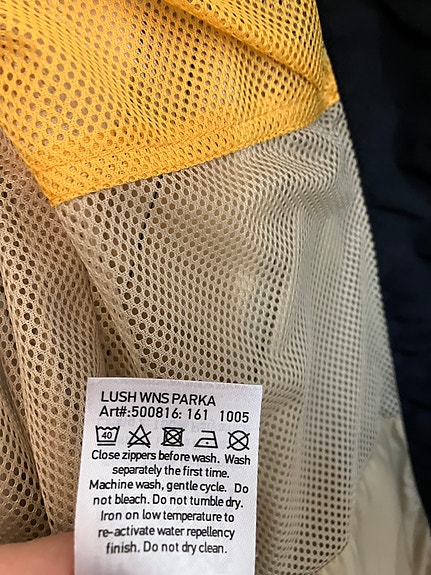 LUSH WNS PARKA
Art#:500816: 161 1005
40
Close zippers before wash. Wash
separately the first time.
Machine wash, gentle cycle. Do
not bleach. Do not tumble dry.
Iron on low temperature to
re-activate water repellency
finish. Do not dry clean.